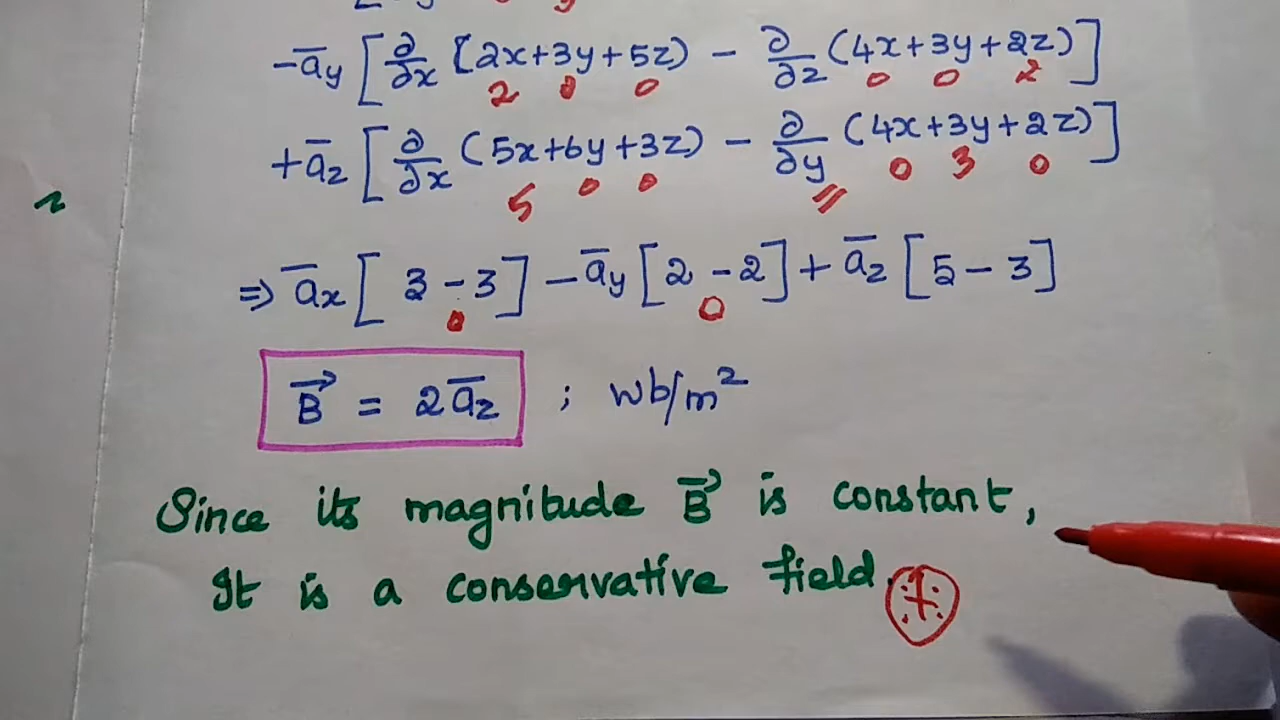 -āy [ ∂/∂x [2x+3y+5z) - ∂/∂z (4x+3y+2z) ]
2 0 0 0 0 2
+āz [ ∂/∂x (5x+6y+3z) - ∂/∂y (4x+3y+2z) ]
5 0 0 0 3 0
⇒ āx [ 3-3 ] - āy [ 2-2 ] + āz [ 5-3 ]
0 0
B⃗ = 2āz ; wb/m²
Since its magnitude B⃗ is constant,
It is a conservative field.